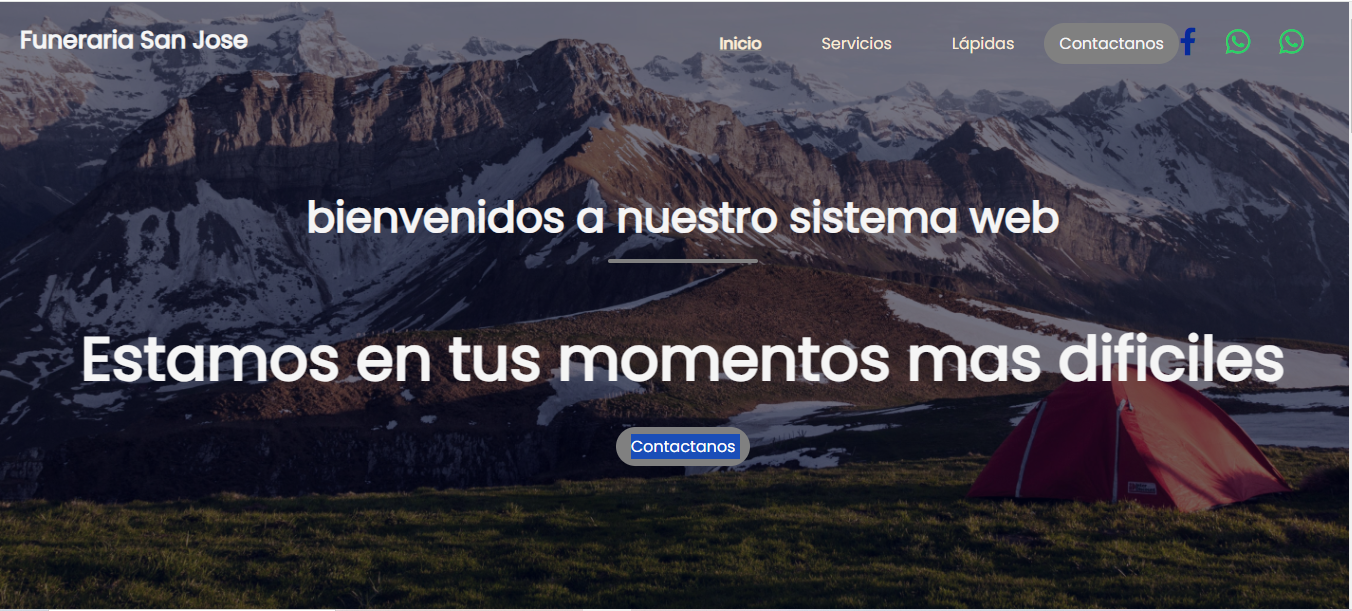 Funeraria San Jose
Inicio Servicios Lápidas Contactanos
bienvenidos a nuestro sistema web
Estamos en tus momentos mas dificiles
Contactanos